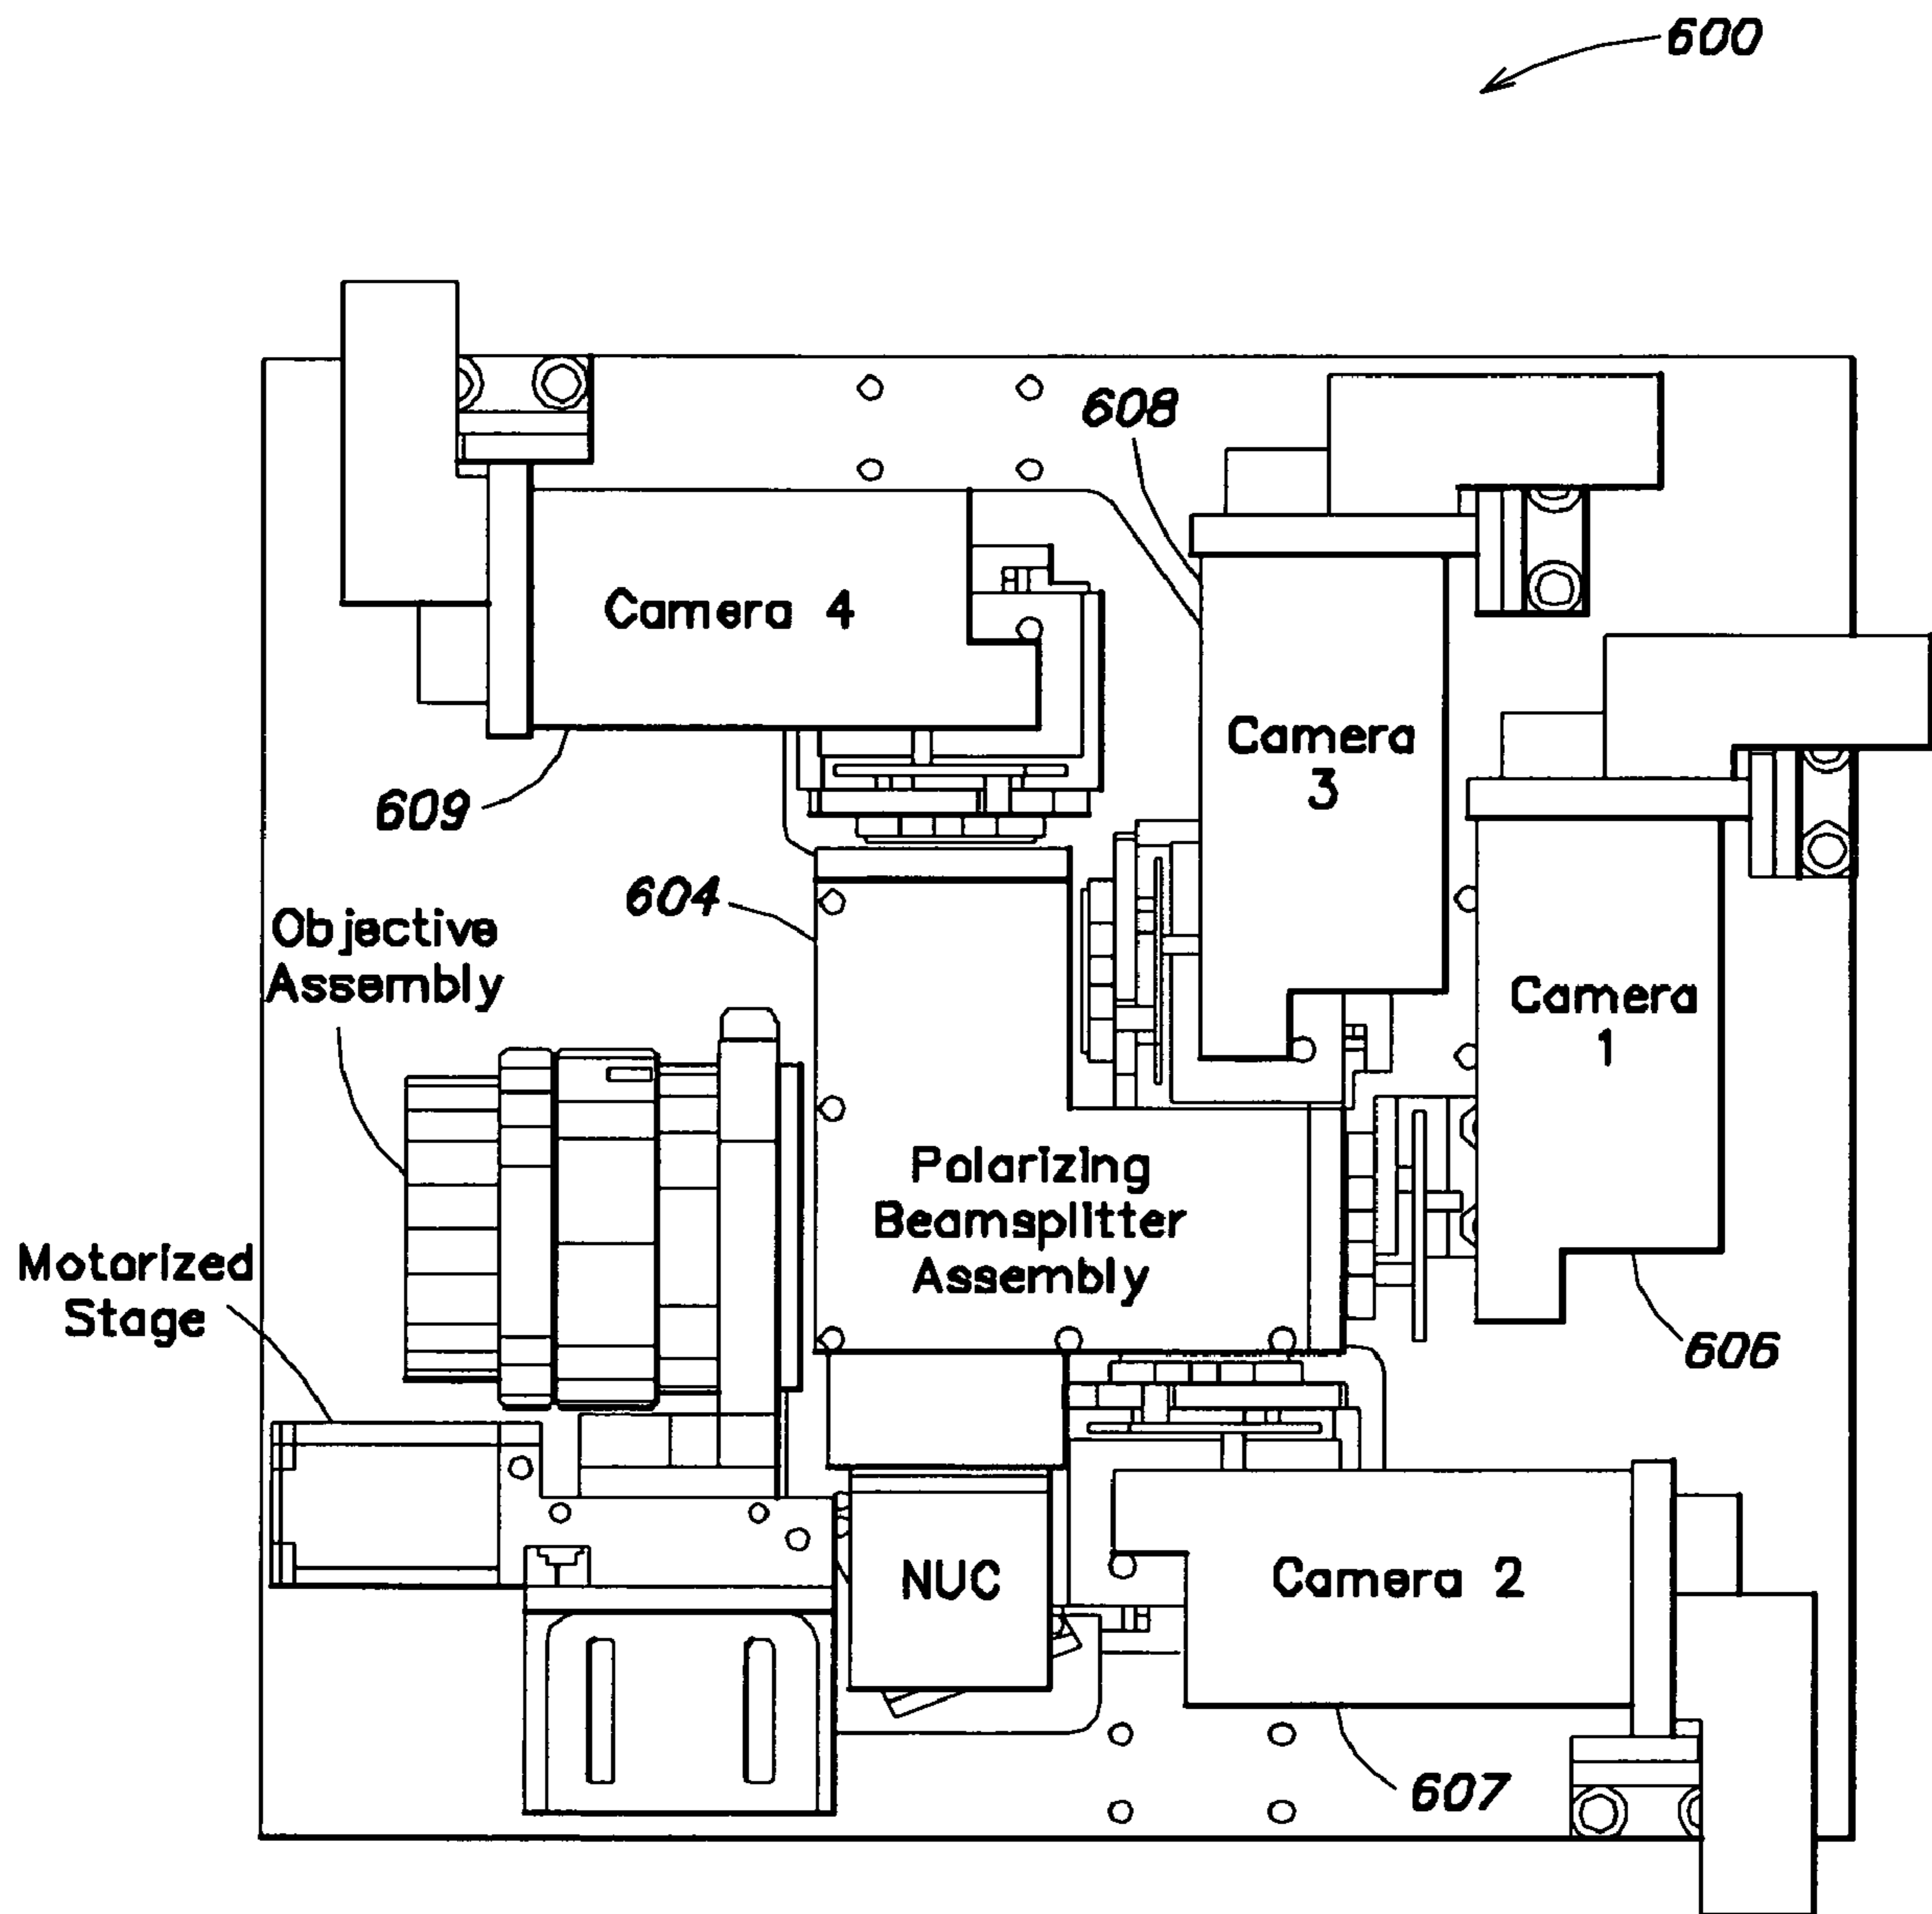 600
608
Camera 4
Camera
3
609
604
Objective
Assembly
Camera
1
Polarizing
Beamsplitter
Assembly
Motorized
Stage
606
NUC
Camera 2
607